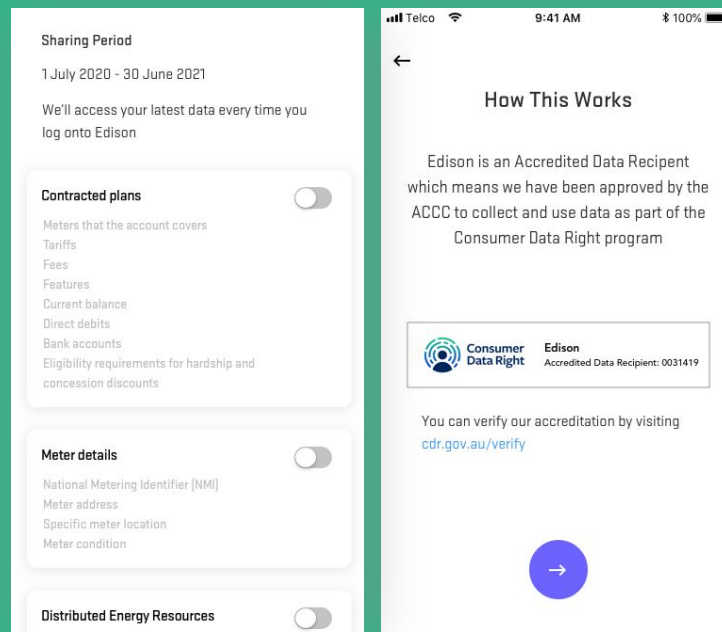 Sharing Period
1 July 2020 - 30 June 2021
We'll access your latest data every time you
log onto Edison
Contracted plans
Meters that the account covers
Tariffs
Fees
Features
Current balance
Direct debits
Bank accounts
Eligibility requirements for hardship and
concession discounts
Meter details
National Metering Identifier (NMI)
Meter address
Specific meter location
Meter condition
Distributed Energy Resources
Telco 9:41 AM 100%
How This Works
Edison is an Accredited Data Recipent
which means we have been approved by the
ACCC to collect and use data as part of the
Consumer Data Right program
Consumer
Data Right
Edison
Accredited Data Recipient: 0031419
You can verify our accreditation by visiting
cdr.gov.au/verify